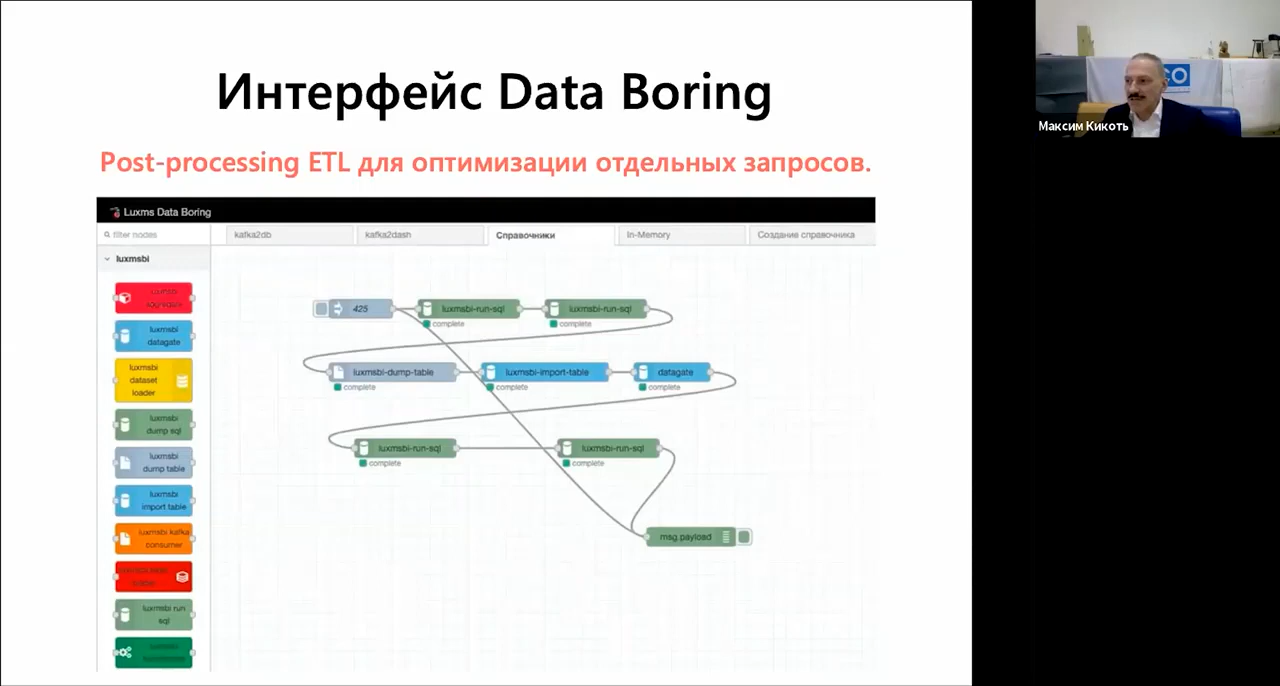 Интерфейс Data Boring
Post-processing ETL для оптимизации отдельных запросов.
Luxms Data Boring
filter nodes
kafka2db
kafka2dash
Справочники
In-Memory
Создание справочника
luxmsbi
luxmsbi
datagate
luxmsbi
dataset
loader
luxmsbi
dump sql
luxmsbi
dump table
luxmsbi
import table
luxmsbi kafka
consumer
luxmsbi run
sql
425
luxmsbi-run-sql
complete
luxmsbi-run-sql
complete
luxmsbi-dump-table
complete
luxmsbi-import-table
complete
datagate
complete
luxmsbi-run-sql
complete
luxmsbi-run-sql
complete
msg.payload
СО
Максим Кикоть